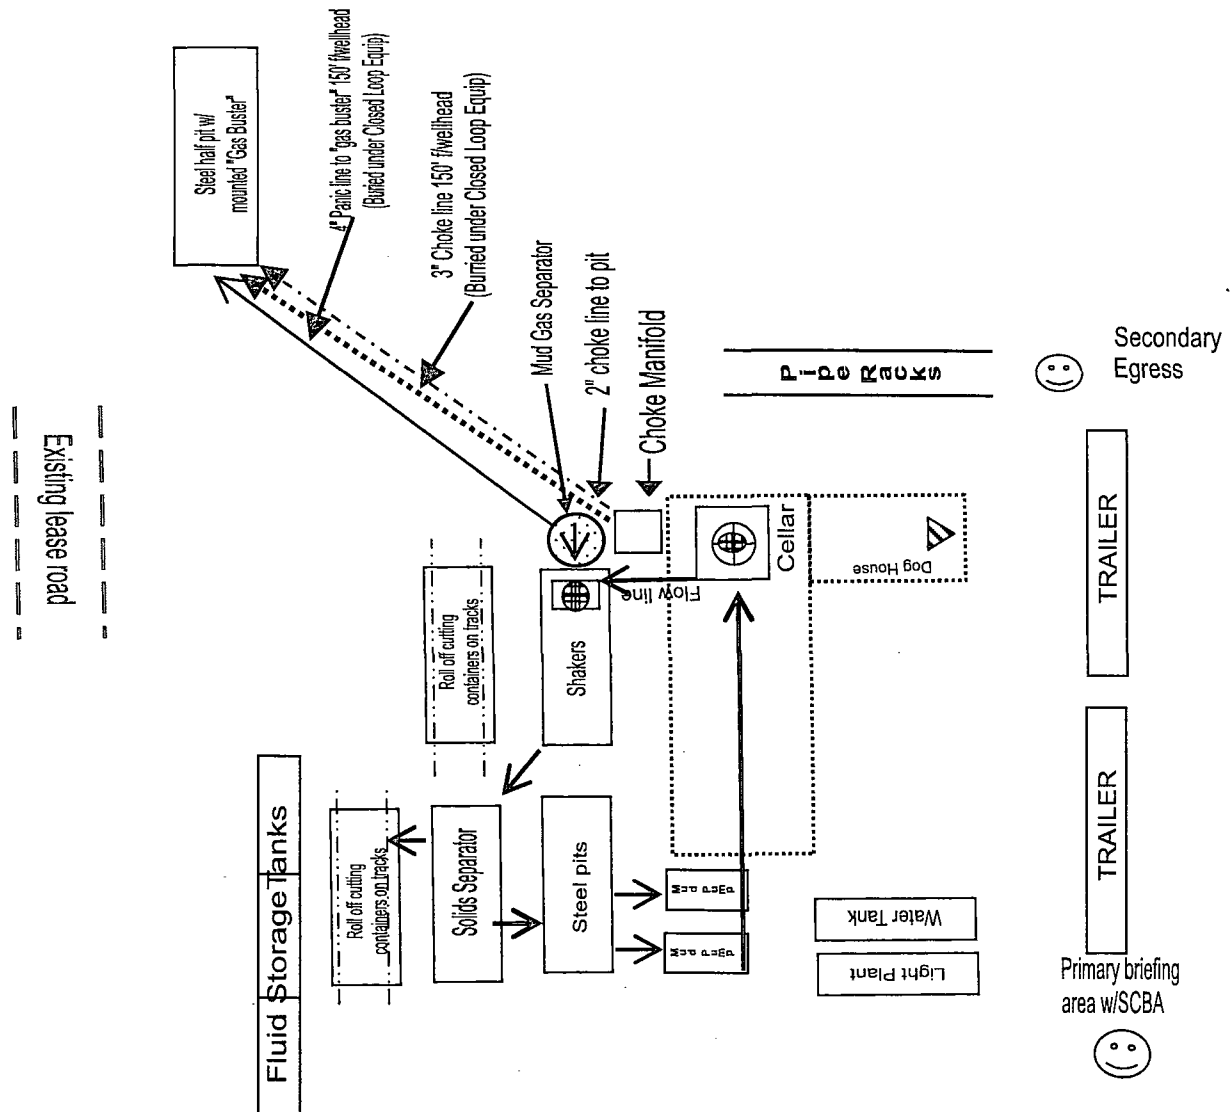 Steel half pit w/
mounted "Gas Buster"
4" Panic line to "gas buster" 150' f/wellhead
(Buried under Closed Loop Equip)
3" Choke line 150' f/wellhead
(Burried under Closed Loop Equip)
Mud Gas Separator
2" choke line to pit
Choke Manifold
Pipe Racks
Secondary
Egress
Existing lease road
Roll off cutting
containers on tracks
Shakers
Flow line
Cellar
Dog House
TRAILER
Fluid Storage Tanks
Roll off cutting
containers on tracks
Solids Separator
Steel pits
Mud Pump
Mud Pump
Water Tank
Light Plant
TRAILER
Primary briefing
area w/SCBA